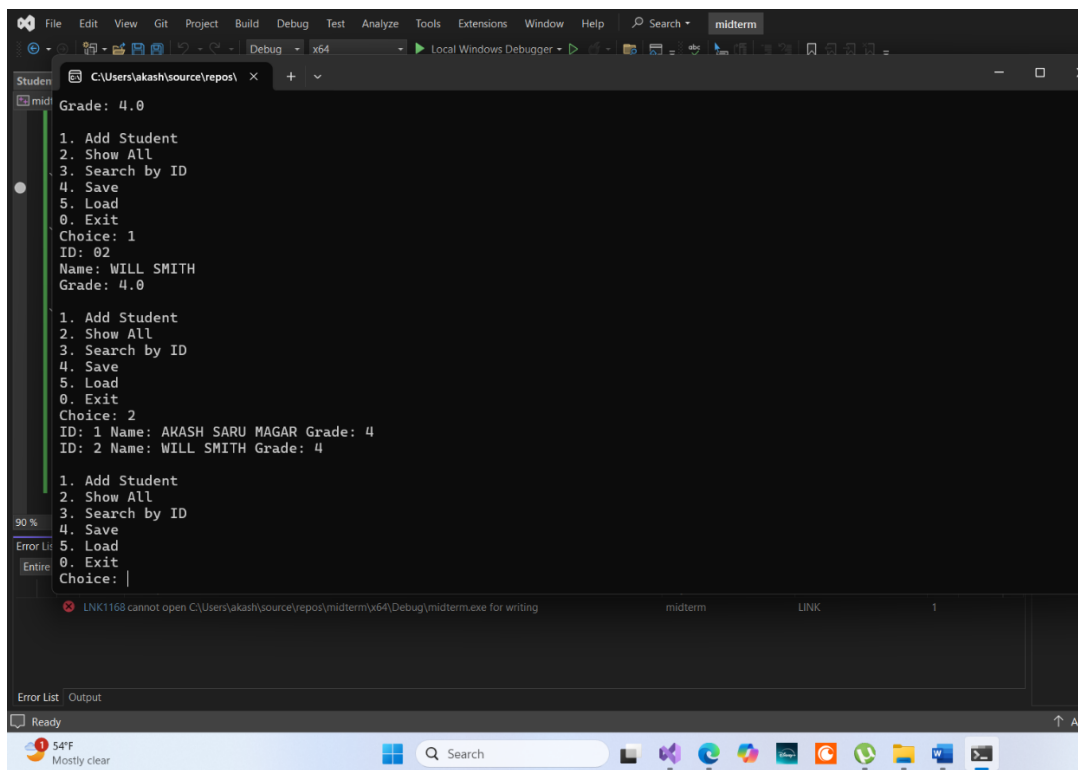 File Edit View Git Project Build Debug Test Analyze Tools Extensions Window Help Search midterm
Debug x64 Local Windows Debugger
C:\Users\akash\source\repos\
Grade: 4.0
1. Add Student
2. Show All
3. Search by ID
4. Save
5. Load
0. Exit
Choice: 1
ID: 02
Name: WILL SMITH
Grade: 4.0
1. Add Student
2. Show All
3. Search by ID
4. Save
5. Load
0. Exit
Choice: 2
ID: 1 Name: AKASH SARU MAGAR Grade: 4
ID: 2 Name: WILL SMITH Grade: 4
1. Add Student
2. Show All
3. Search by ID
4. Save
5. Load
0. Exit
Choice:
90 %
Entire
LNK1168 cannot open C:\Users\akash\source\repos\midterm\x64\Debug\midterm.exe for writing midterm LINK 1
Error List Output
Ready
1 54°F
Mostly clear
Search